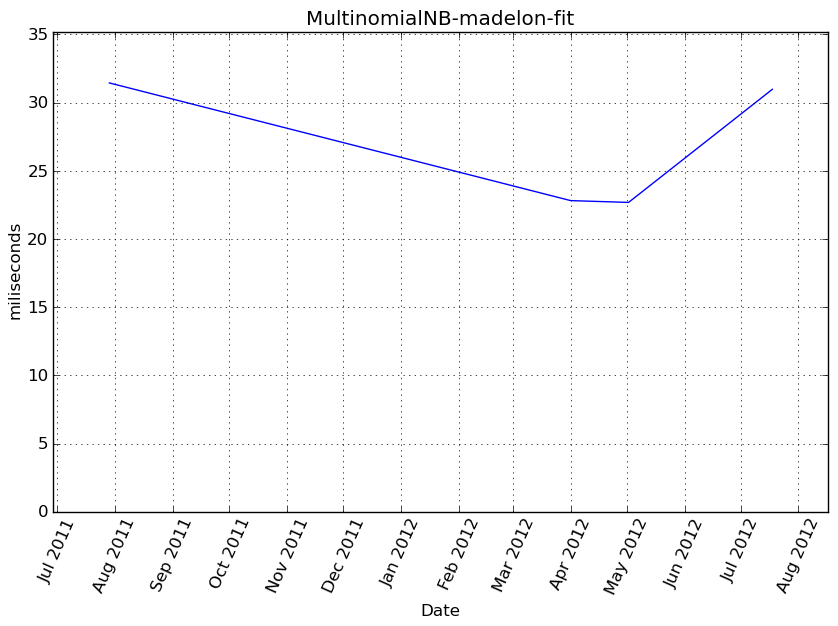 MultinomialNB-madelon-fit
35
30
25
20
15
10
5
0
miliseconds
Jul 2011
Aug 2011
Sep 2011
Oct 2011
Nov 2011
Dec 2011
Jan 2012
Feb 2012
Mar 2012
Apr 2012
May 2012
Jun 2012
Jul 2012
Aug 2012
Date